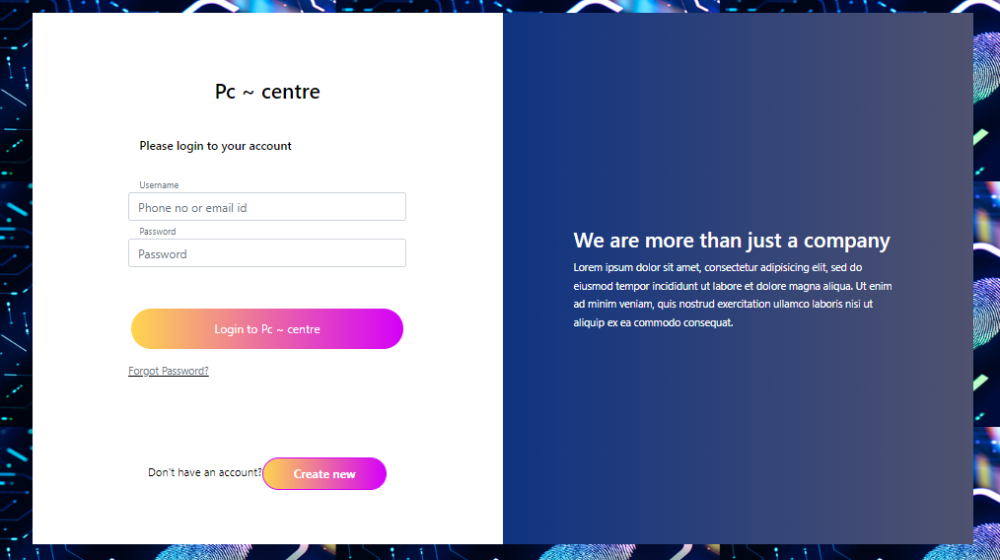 Pc ~ centre
Please login to your account
Username
Phone no or email id
Password
Password
Login to Pc ~ centre
Forgot Password?
Don't have an account? Create new
We are more than just a company
Lorem ipsum dolor sit amet, consectetur adipisicing elit, sed do
eiusmod tempor incididunt ut labore et dolore magna aliqua. Ut enim
ad minim veniam, quis nostrud exercitation ullamco laboris nisi ut
aliquip ex ea commodo consequat.